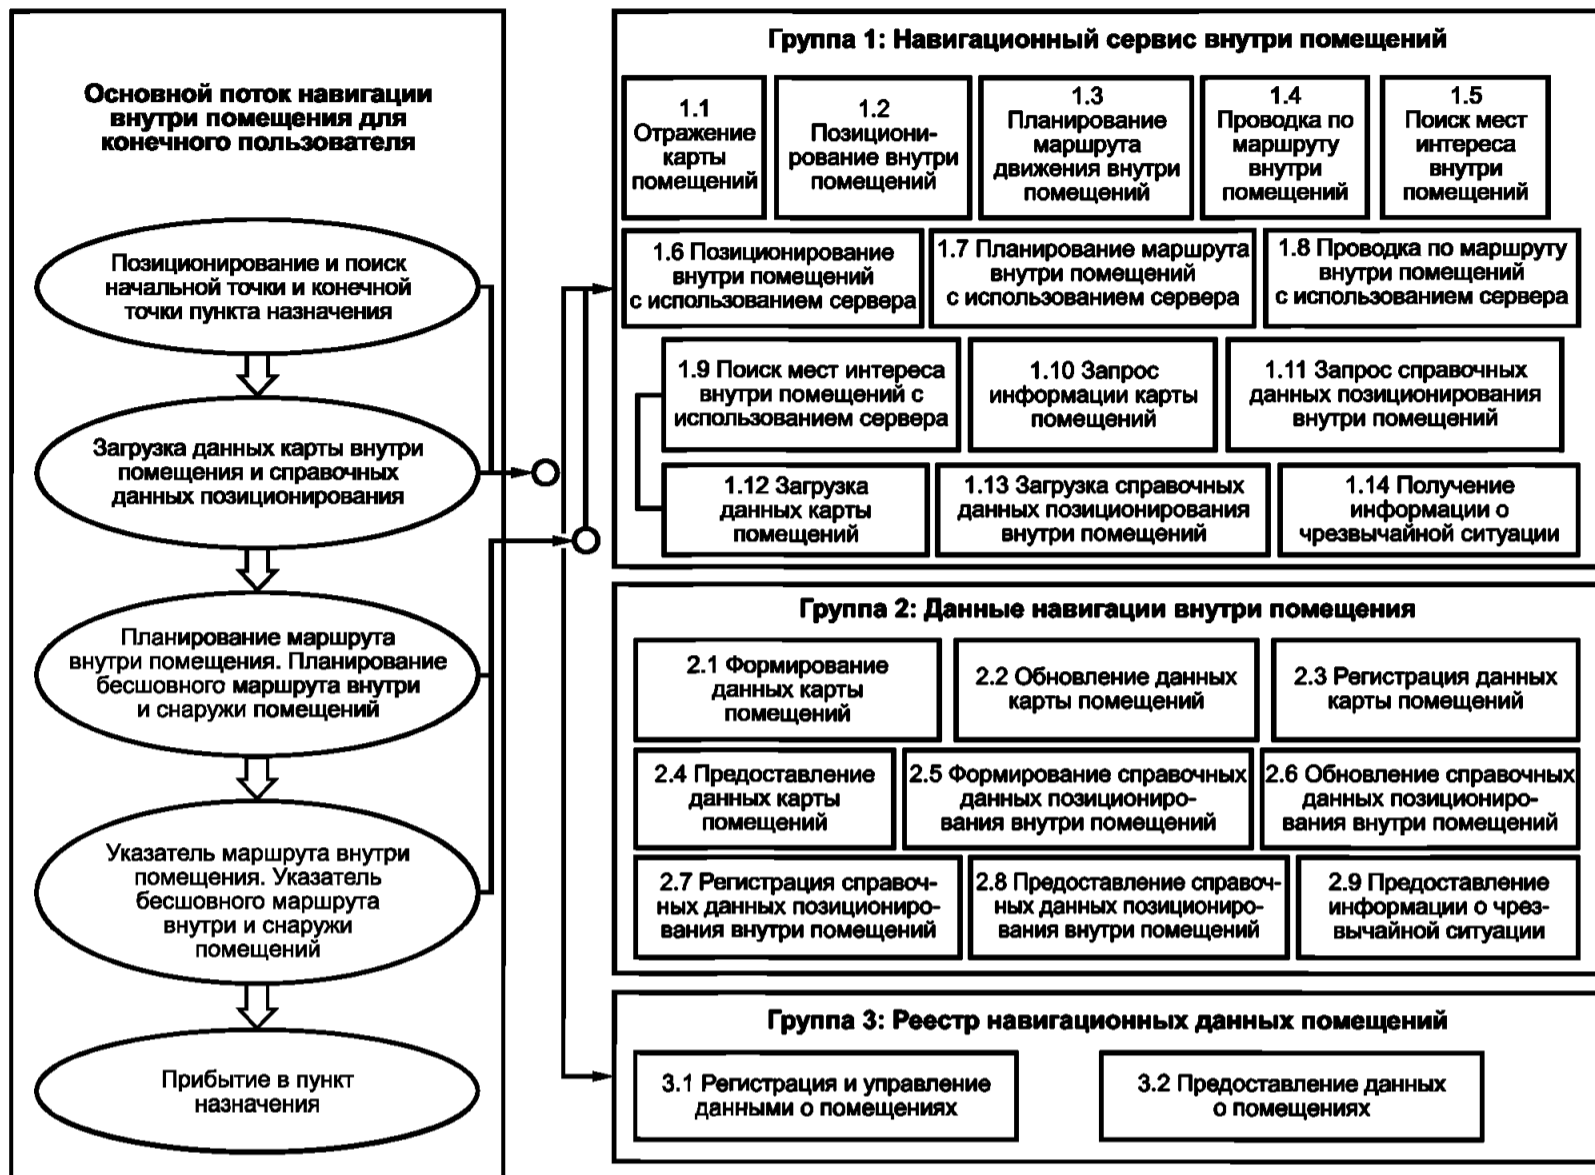 Основной поток навигации
внутри помещения для
конечного пользователя
Позиционирование и поиск
начальной точки и конечной
точки пункта назначения
Загрузка данных карты внутри
помещения и справочных
данных позиционирования
Планирование маршрута
внутри помещения. Планирование
бесшовного маршрута внутри
и снаружи помещений
Указатель маршрута внутри
помещения. Указатель
бесшовного маршрута
внутри и снаружи
помещений
Прибытие в пункт
назначения
Группа 1: Навигационный сервис внутри помещений
1.1
Отражение
карты
помещений
1.2
Позициони-
рование внутри
помещений
1.3
Планирование
маршрута
движения внутри
помещений
1.4
Проводка по
маршруту
внутри
помещений
1.5
Поиск мест
интереса
внутри
помещений
1.6 Позиционирование
внутри помещений
с использованием сервера
1.7 Планирование маршрута
внутри помещений
с использованием сервера
1.8 Проводка по маршруту
внутри помещений
с использованием сервера
1.9 Поиск мест интереса
внутри помещений с
использованием сервера
1.10 Запрос
информации карты
помещений
1.11 Запрос справочных
данных позиционирования
внутри помещений
1.12 Загрузка
данных карты
помещений
1.13 Загрузка справочных
данных позиционирования
внутри помещений
1.14 Получение
информации о
чрезвычайной ситуации
Группа 2: Данные навигации внутри помещения
2.1 Формирование
данных карты
помещений
2.2 Обновление данных
карты помещений
2.3 Регистрация данных
карты помещений
2.4 Предоставление
данных карты
помещений
2.5 Формирование справочных
данных позициониро-
вания внутри помещений
2.6 Обновление справочных
данных позициониро-
вания внутри помещений
2.7 Регистрация справоч-
ных данных позициониро-
вания внутри помещений
2.8 Предоставление справоч-
ных данных позициониро-
вания внутри помещений
2.9 Предоставление
информации о чрез-
вычайной ситуации
Группа 3: Реестр навигационных данных помещений
3.1 Регистрация и управление
данными о помещениях
3.2 Предоставление данных
о помещениях